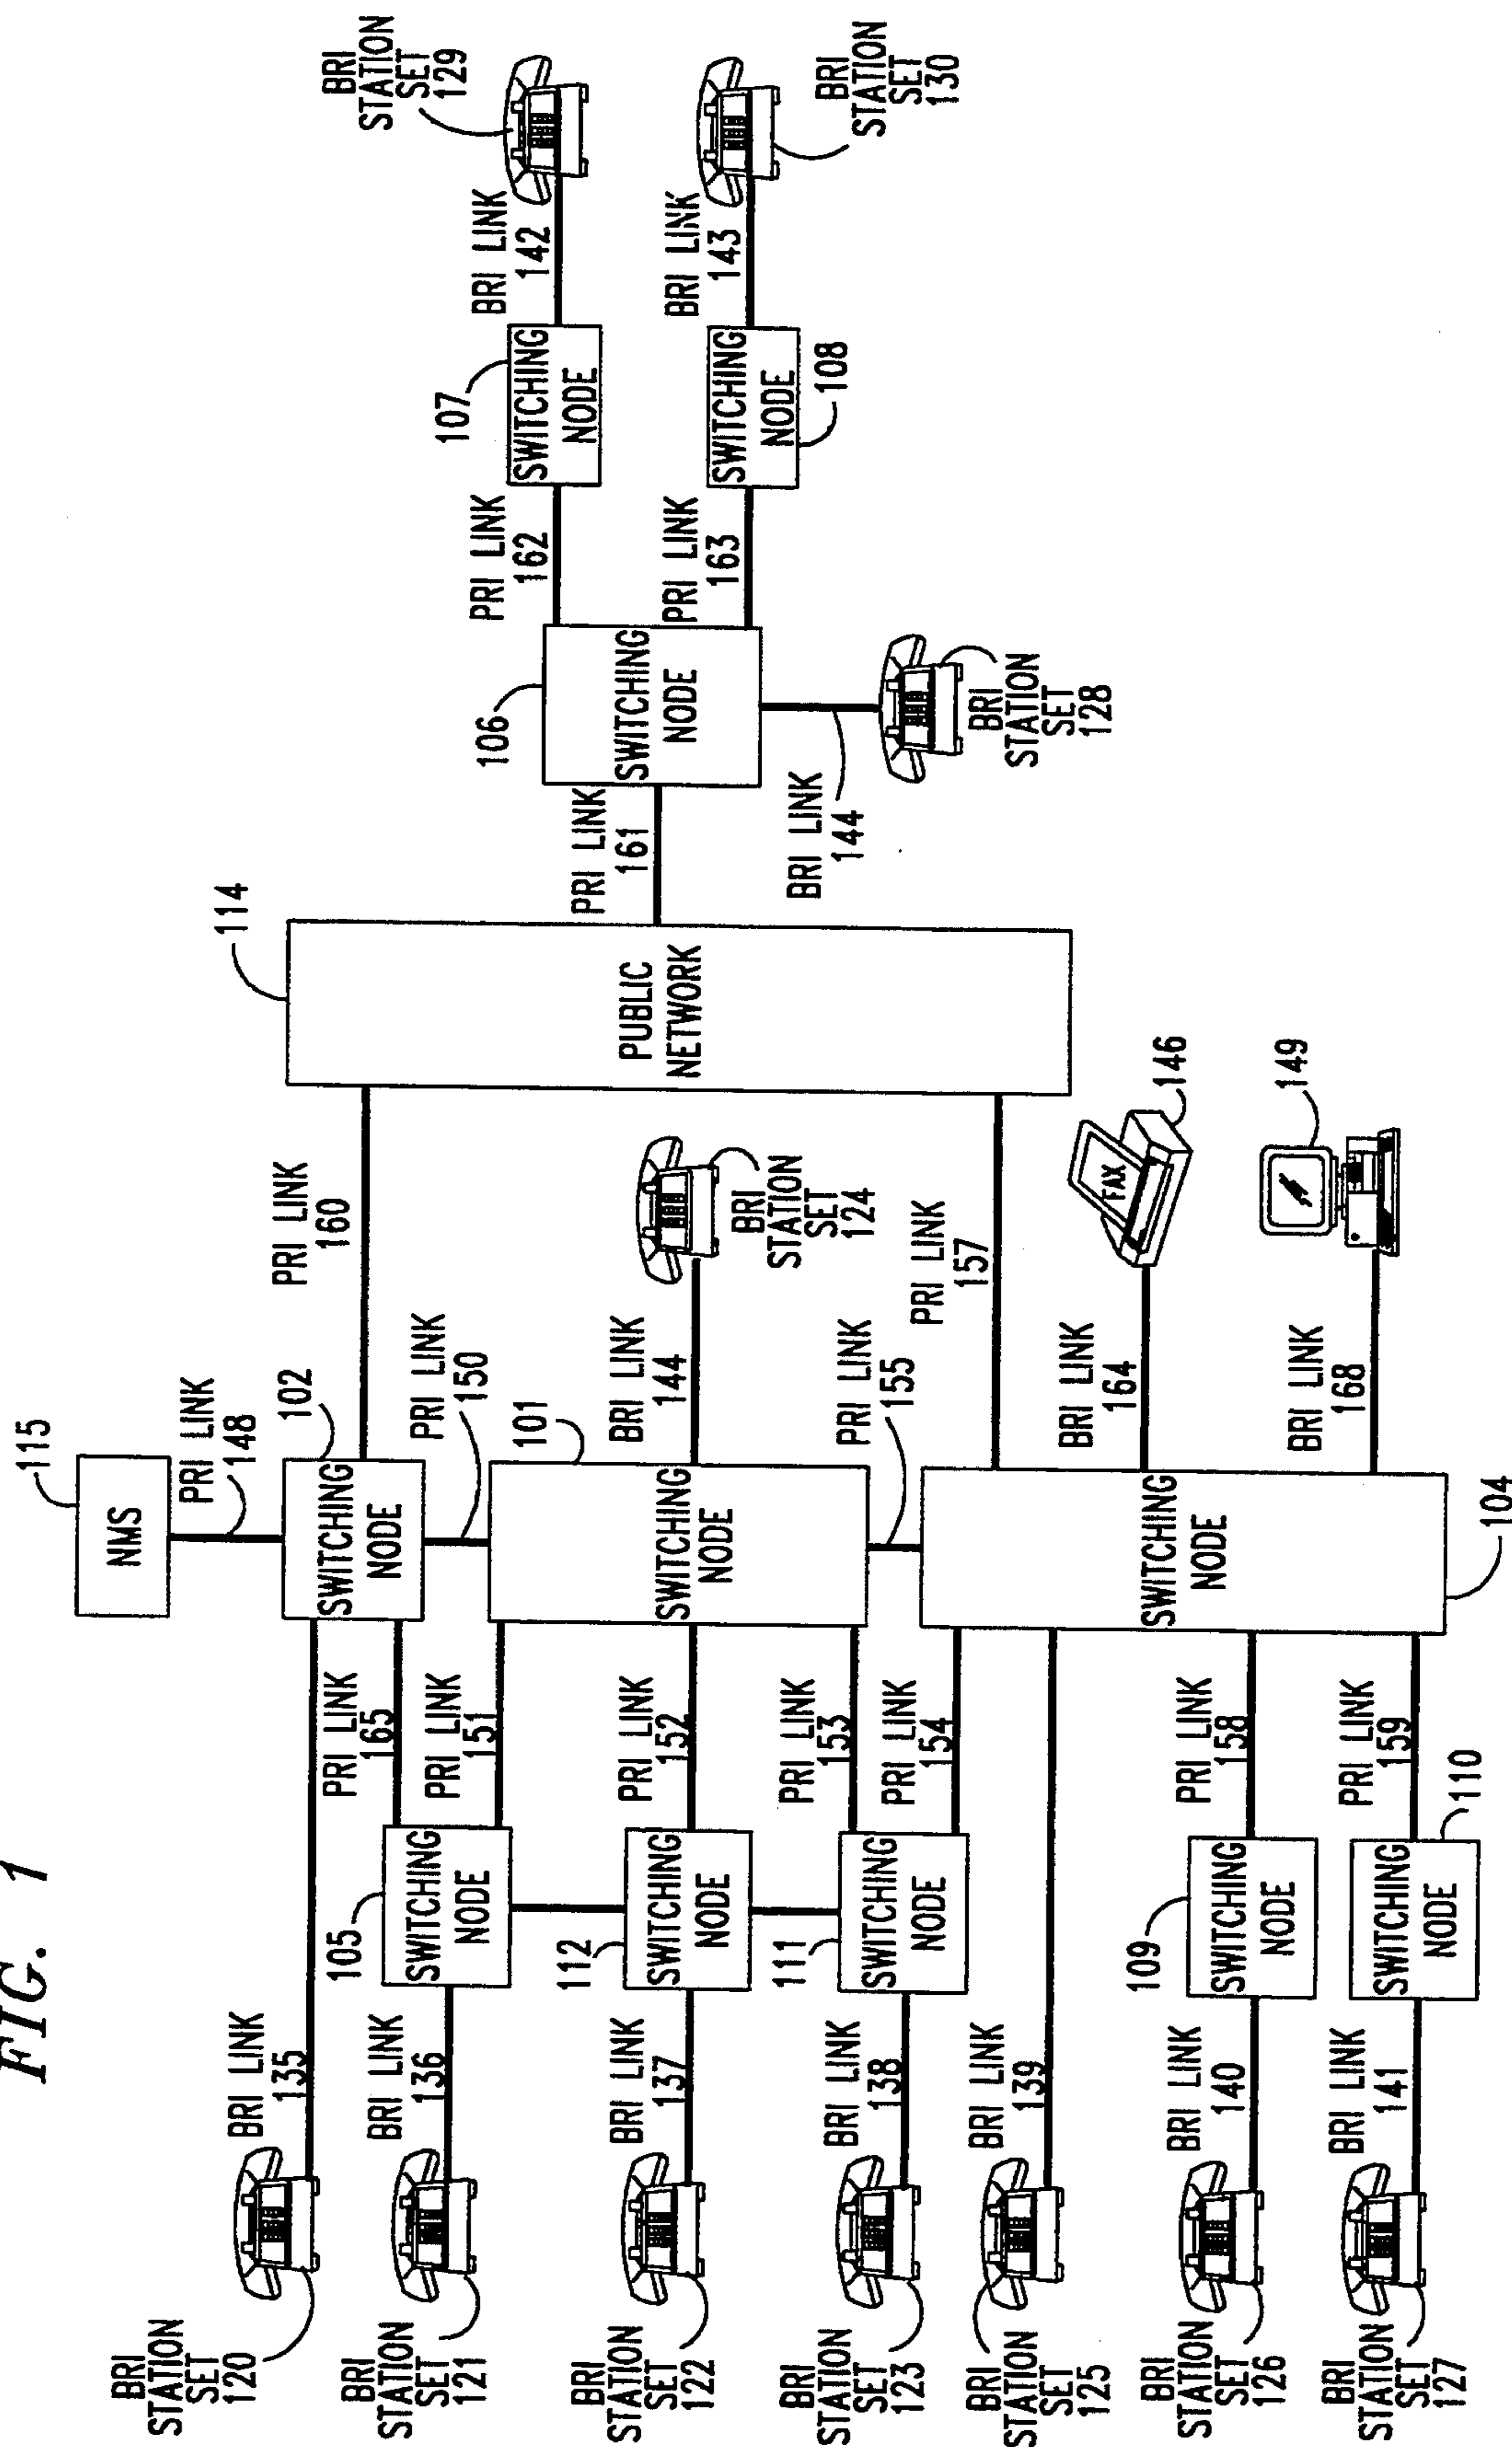 FIG. 1
115
NMS
PRI LINK
148
102
SWITCHING
NODE
PRI LINK
160
114
PUBLIC
NETWORK
PRI LINK
161
106
SWITCHING
NODE
PRI LINK
162
107
SWITCHING
NODE
BRI LINK
142
BRI
STATION
SET
129
PRI LINK
163
SWITCHING
NODE
108
BRI LINK
143
BRI
STATION
SET
130
BRI LINK
144
BRI
STATION
SET
128
BRI
STATION
SET
120
BRI LINK
135
PRI LINK
165
PRI LINK
150
BRI
STATION
SET
121
BRI LINK
136
105
SWITCHING
NODE
PRI LINK
151
101
SWITCHING
NODE
BRI LINK
144
BRI
STATION
SET
124
BRI
STATION
SET
122
BRI LINK
137
112
SWITCHING
NODE
PRI LINK
152
PRI LINK
153
PRI LINK
155
PRI LINK
157
BRI
STATION
SET
123
BRI LINK
138
111
SWITCHING
NODE
PRI LINK
154
BRI
STATION
SET
125
BRI LINK
139
SWITCHING
NODE
104
BRI LINK
164
FAX
146
BRI
STATION
SET
126
BRI LINK
140
109
SWITCHING
NODE
PRI LINK
158
BRI LINK
168
149
BRI
STATION
SET
127
BRI LINK
141
SWITCHING
NODE
110
PRI LINK
159